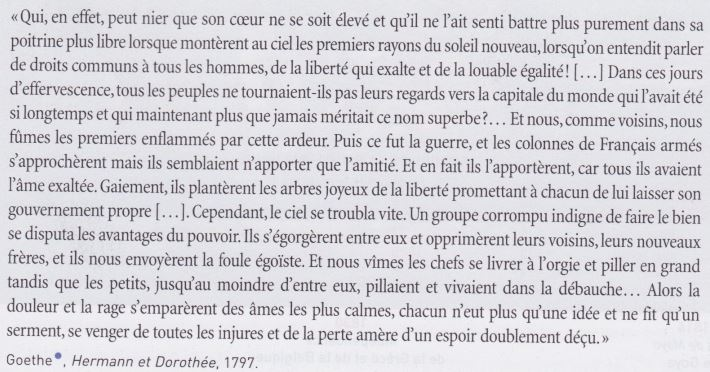 «Qui, en effet, peut nier que son cœur ne se soit élevé et qu'il ne l'ait senti battre plus purement dans sa
poitrine plus libre lorsque montèrent au ciel les premiers rayons du soleil nouveau, lorsqu'on entendit parler
de droits communs à tous les hommes, de la liberté qui exalte et de la louable égalité! […] Dans ces jours
d'effervescence, tous les peuples ne tournaient-ils pas leurs regards vers la capitale du monde qui l'avait été
si longtemps et qui maintenant plus que jamais méritait ce nom superbe?… Et nous, comme voisins, nous
fûmes les premiers enflammés par cette ardeur. Puis ce fut la guerre, et les colonnes de Français armés
s'approchèrent mais ils semblaient n'apporter que l'amitié. Et en fait ils l'apportèrent, car tous ils avaient
l'âme exaltée. Gaiement, ils plantèrent les arbres joyeux de la liberté promettant à chacun de lui laisser son
gouvernement propre […]. Cependant, le ciel se troubla vite. Un groupe corrompu indigne de faire le bien
se disputa les avantages du pouvoir. Ils s'égorgèrent entre eux et opprimèrent leurs voisins, leurs nouveaux
frères, et ils nous envoyèrent la foule égoïste. Et nous vîmes les chefs se livrer à l'orgie et piller en grand
tandis que les petits, jusqu'au moindre d'entre eux, pillaient et vivaient dans la débauche… Alors la
douleur et la rage s'emparèrent des âmes les plus calmes, chacun n'eut plus qu'une idée et ne fit qu'un
serment, se venger de toutes les injures et de la perte amère d'un espoir doublement déçu.»
Goethe•, Hermann et Dorothée, 1797.